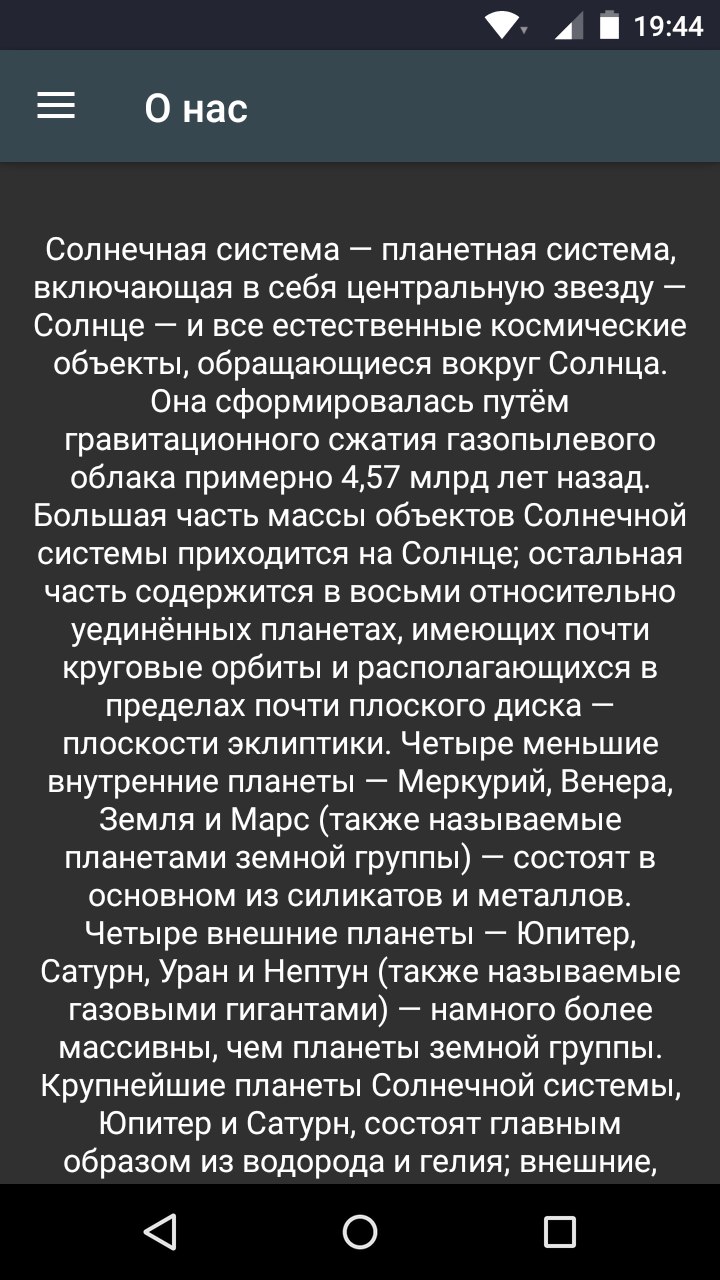 19:44
О нас
Солнечная система — планетная система,
включающая в себя центральную звезду —
Солнце — и все естественные космические
объекты, обращающиеся вокруг Солнца.
Она сформировалась путём
гравитационного сжатия газопылевого
облака примерно 4,57 млрд лет назад.
Большая часть массы объектов Солнечной
системы приходится на Солнце; остальная
часть содержится в восьми относительно
уединённых планетах, имеющих почти
круговые орбиты и располагающихся в
пределах почти плоского диска —
плоскости эклиптики. Четыре меньшие
внутренние планеты — Меркурий, Венера,
Земля и Марс (также называемые
планетами земной группы) — состоят в
основном из силикатов и металлов.
Четыре внешние планеты — Юпитер,
Сатурн, Уран и Нептун (также называемые
газовыми гигантами) — намного более
массивны, чем планеты земной группы.
Крупнейшие планеты Солнечной системы,
Юпитер и Сатурн, состоят главным
образом из водорода и гелия; внешние,